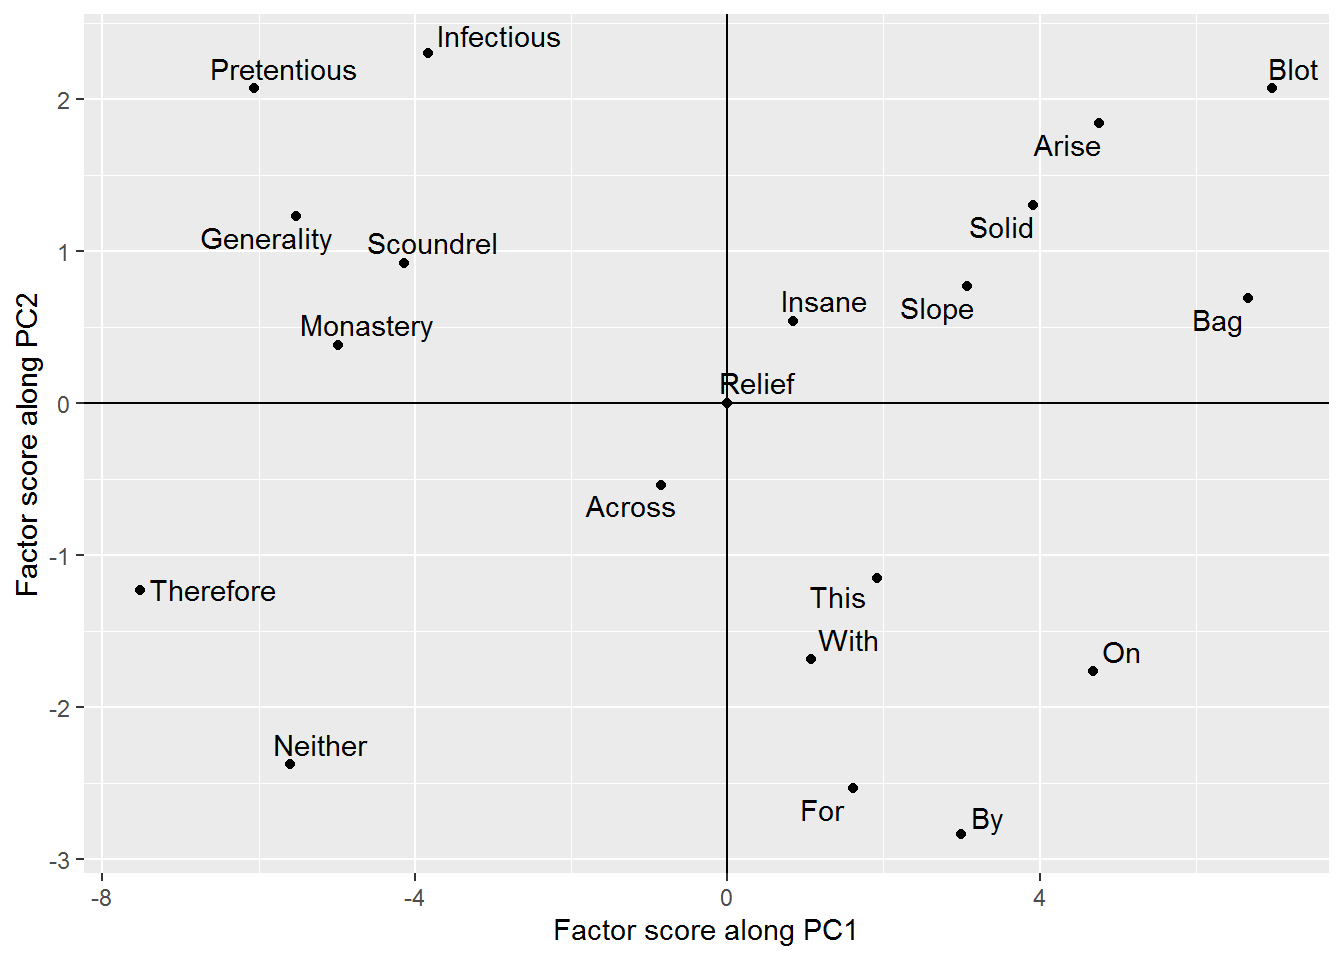 Infectious
Pretentious
Blot
2
Arise
Solid
Generality
Scoundrel
1
Insane
Slope
Bag
Monastery
Relief
0
Factor score along PC2
Across
-1
Therefore
This
With
On
-2
Neither
For
By
-3
-8
-4
0
4
Factor score along PC1